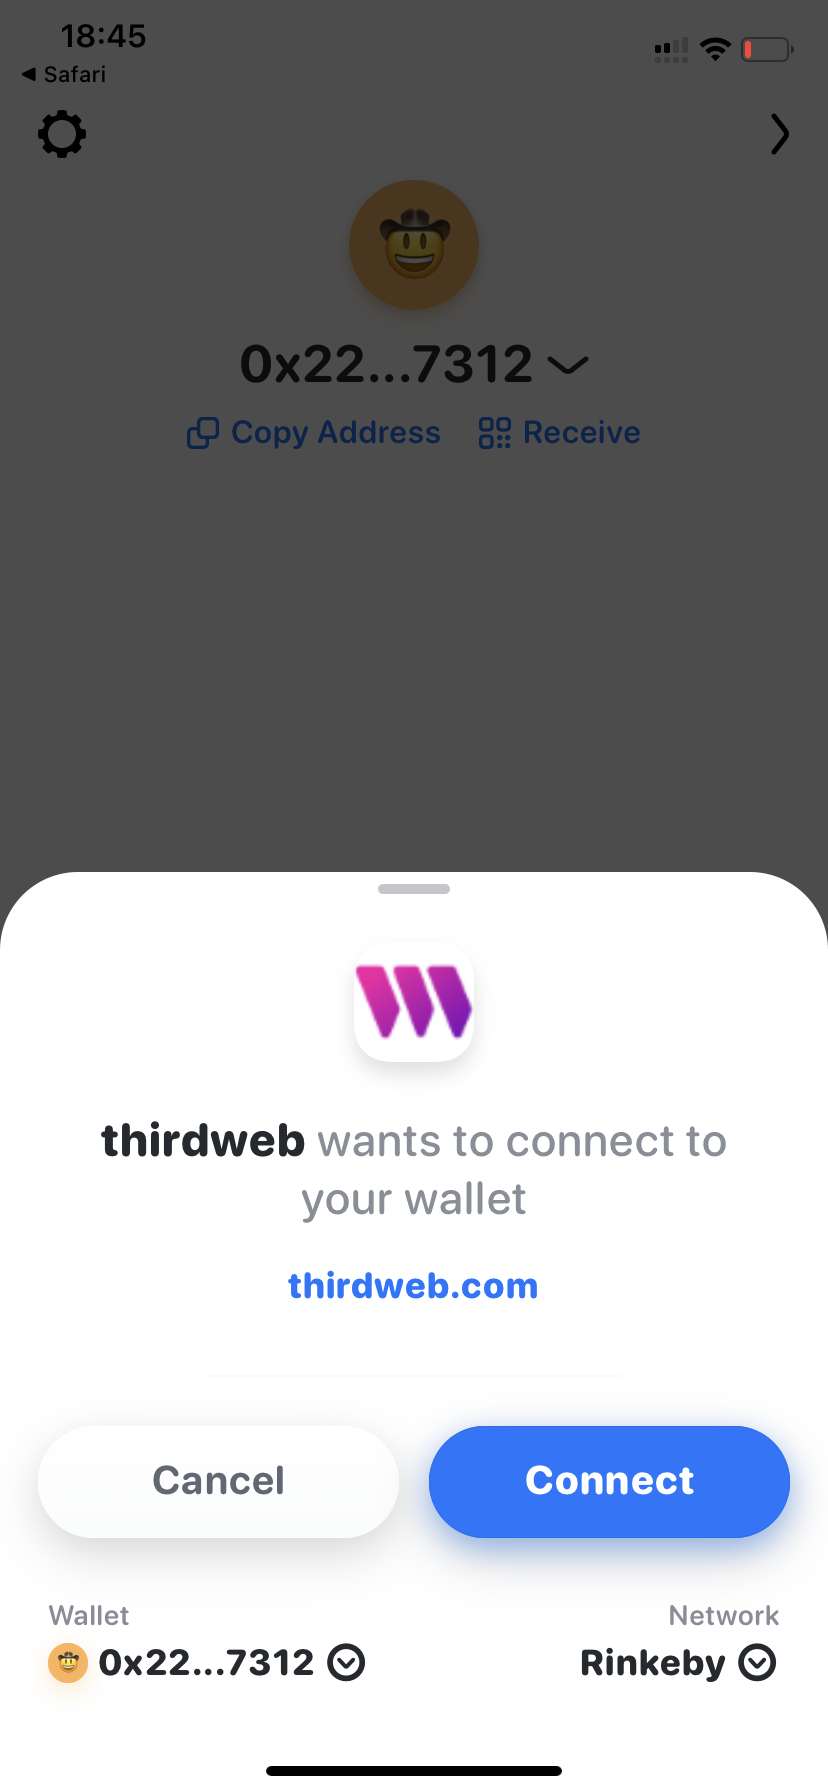 18:45
Safari
0x22...7312
Copy Address Receive
thirdweb wants to connect to
your wallet
thirdweb.com
Cancel Connect
Wallet Network
0x22...7312 Rinkeby